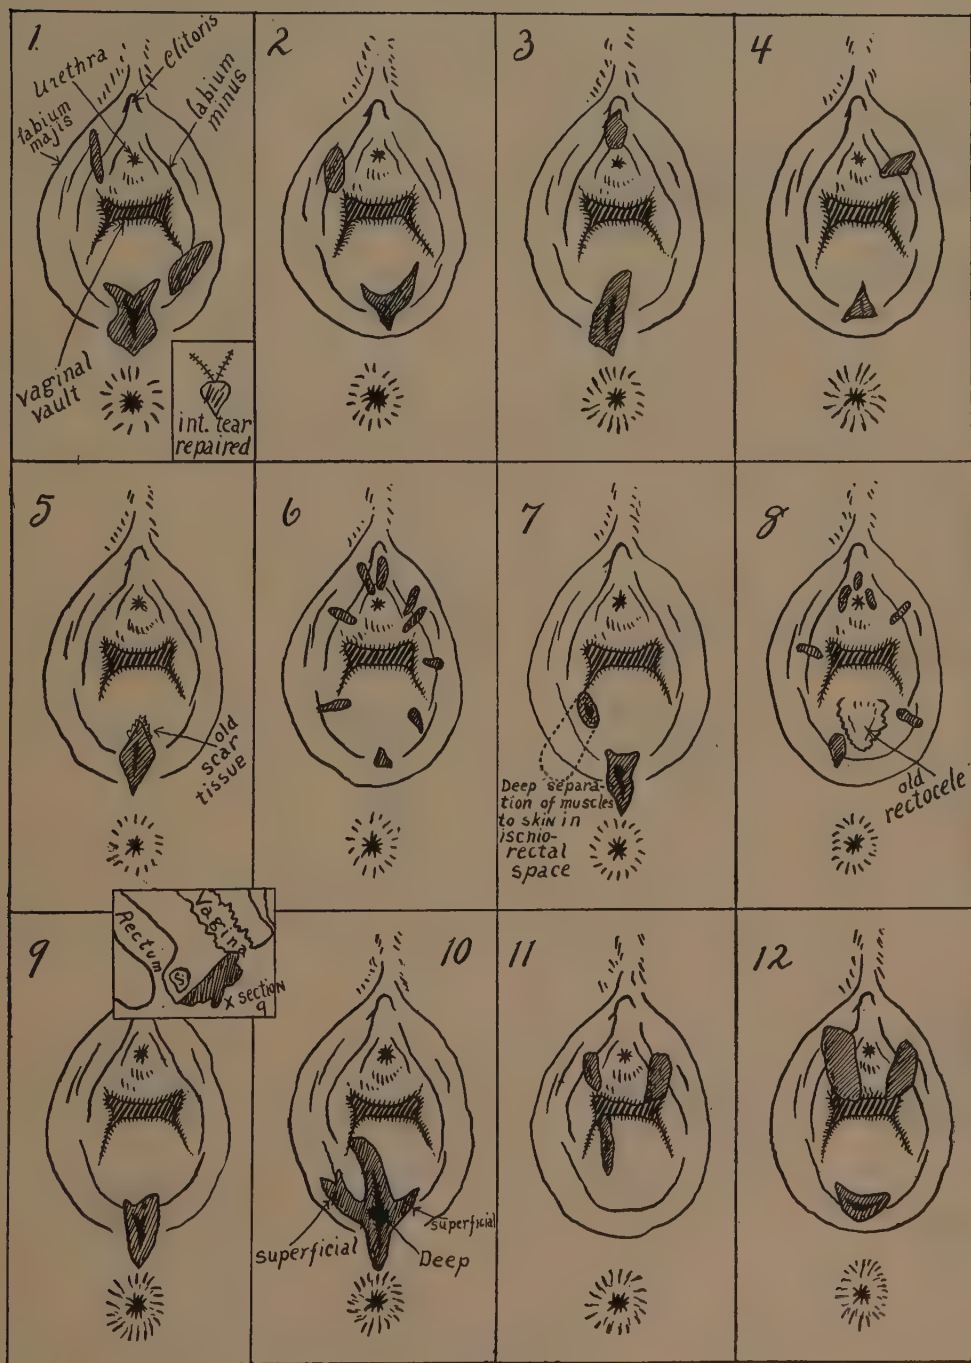 1.
Urethra
clitoris
labium
majis
labium
minus
vaginal
vault
int. tear
repaired
2
3
4
5
old
scar
tissue
6
7
Deep separa-
tion of muscles
to skin in
ischio-
rectal
space
8
old
rectocele
9
Rectum
Vagina
S
X section
9
10
superficial
superficial
Deep
11
12